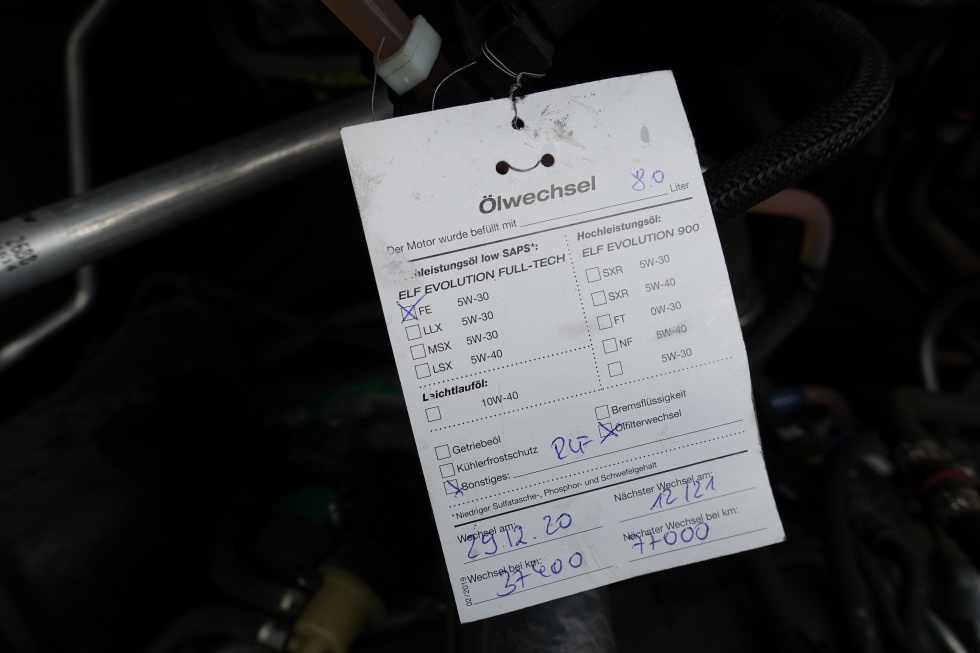 Ölwechsel
Der Motor wurde befüllt mit 8.0 Liter
hleistungsöl low SAPS*:
ELF EVOLUTION FULL-TECH
FE 5W-30
LLX 5W-30
MSX 5W-30
LSX 5W-40
Hochleistungsöl:
ELF EVOLUTION 900
SXR 5W-30
SXR 5W-40
FT 0W-30
NF 5W-40
5W-30
Leichtlauföl:
10W-40
Getriebeöl
Kühlerfrostschutz
Sonstiges:
Bremsflüssigkeit
Ölfilterwechsel
*Niedriger Sulfatasche-, Phosphor- und Schwefelgehalt
Wechsel am: 29.12.20
Nächster Wechsel am: 12/21
Wechsel bei km: 37400
Nächster Wechsel bei km: 77000
02/2019
2688